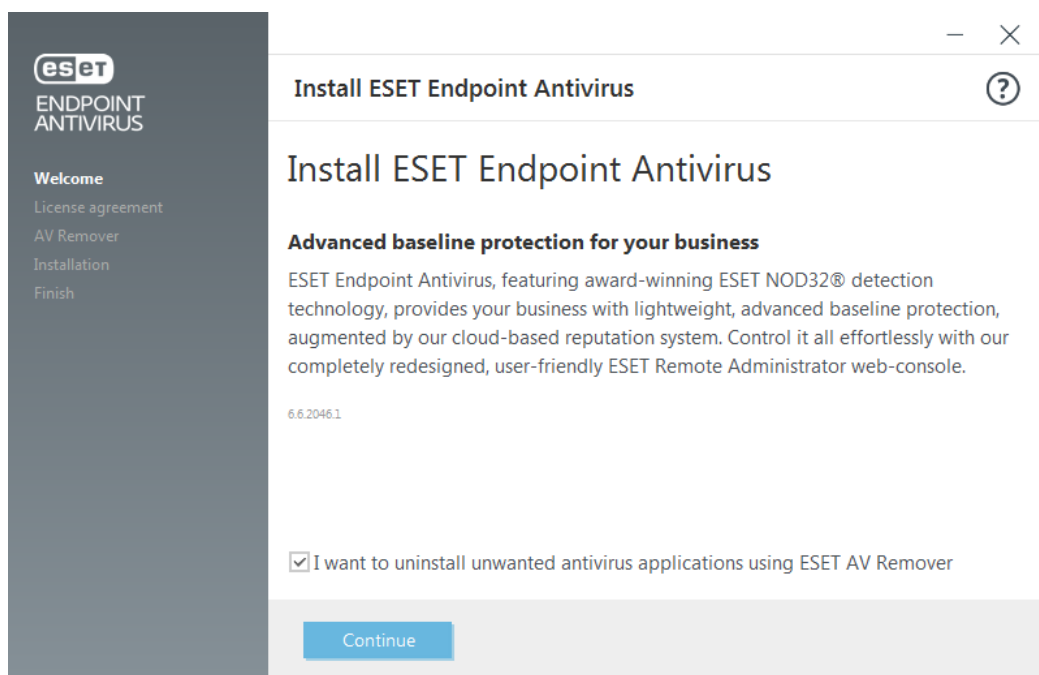 eset
ENDPOINT
ANTIVIRUS
Welcome
License agreement
AV Remover
Installation
Finish
Install ESET Endpoint Antivirus
?
Install ESET Endpoint Antivirus
Advanced baseline protection for your business
ESET Endpoint Antivirus, featuring award-winning ESET NOD32® detection
technology, provides your business with lightweight, advanced baseline protection,
augmented by our cloud-based reputation system. Control it all effortlessly with our
completely redesigned, user-friendly ESET Remote Administrator web-console.
6.6.2046.1
I want to uninstall unwanted antivirus applications using ESET AV Remover
Continue